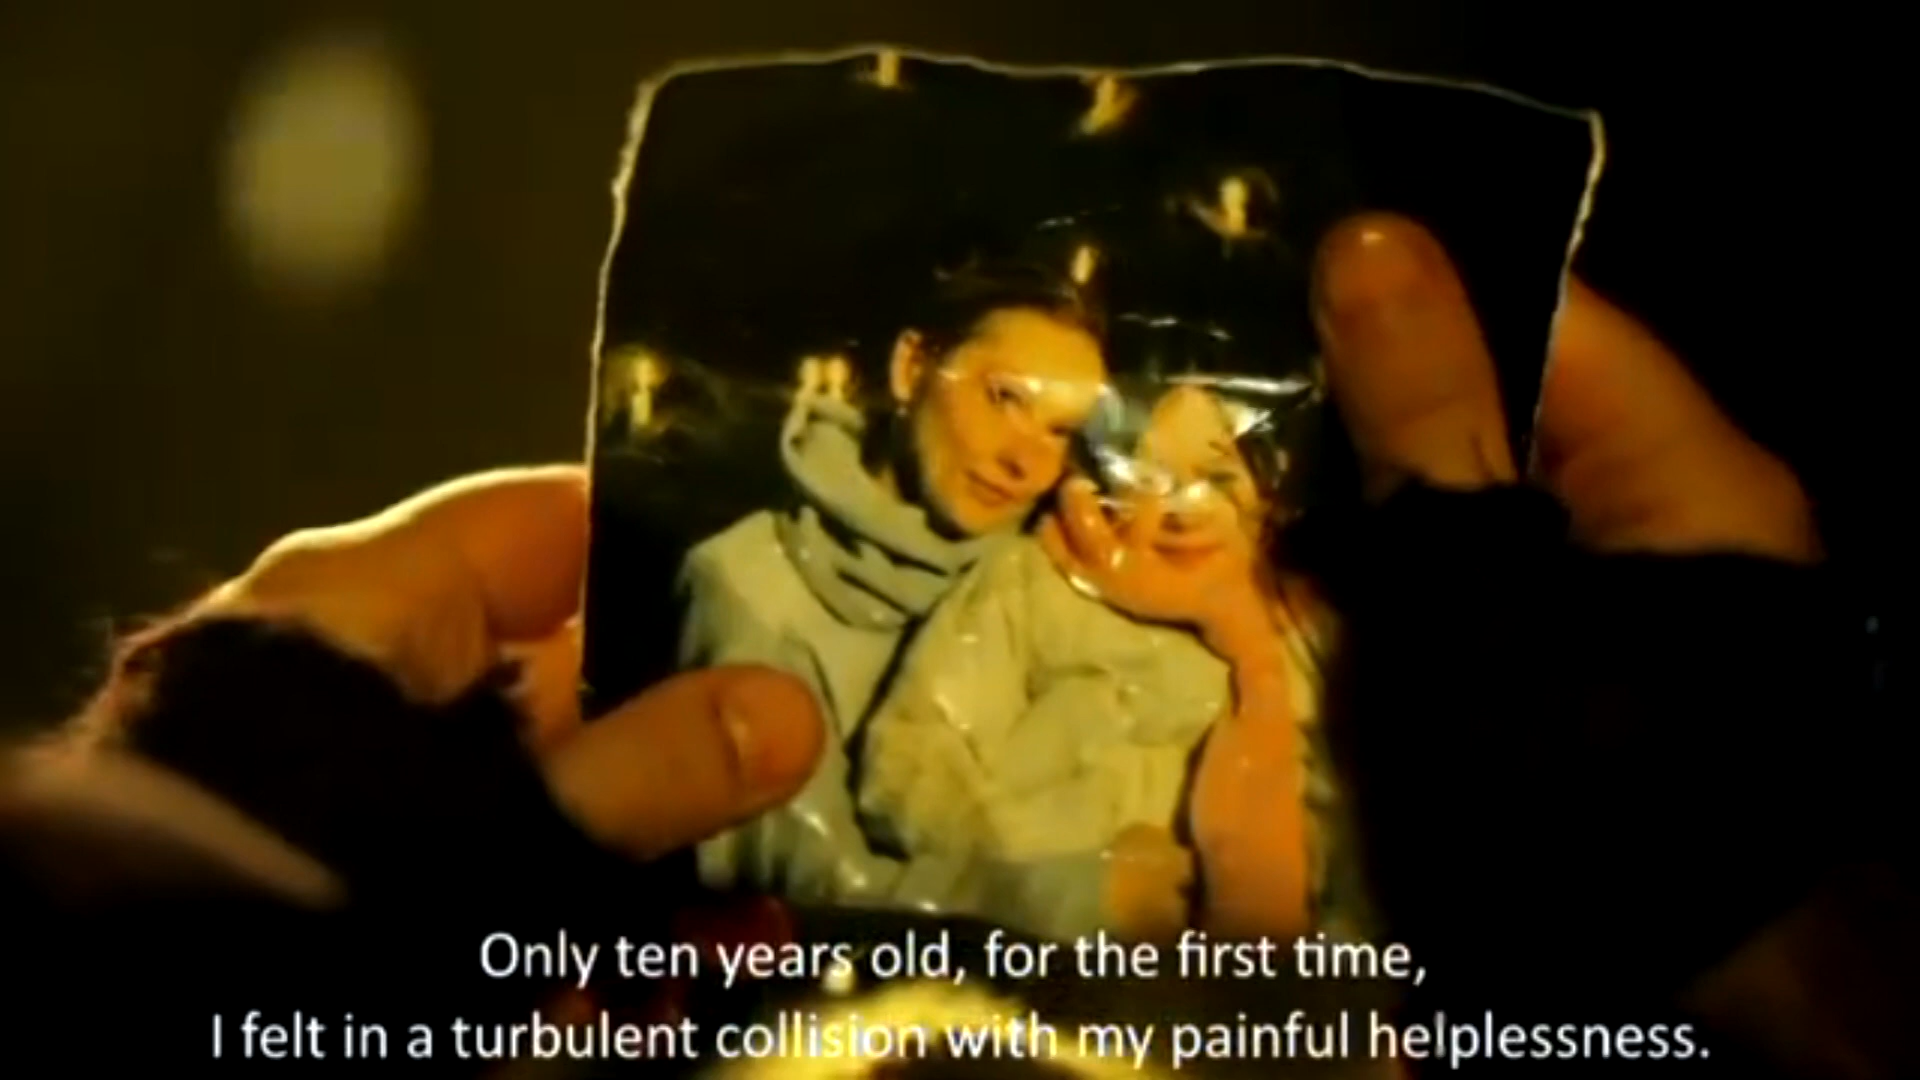 Only ten years old, for the first time,
I felt in a turbulent collision with my painful helplessness.